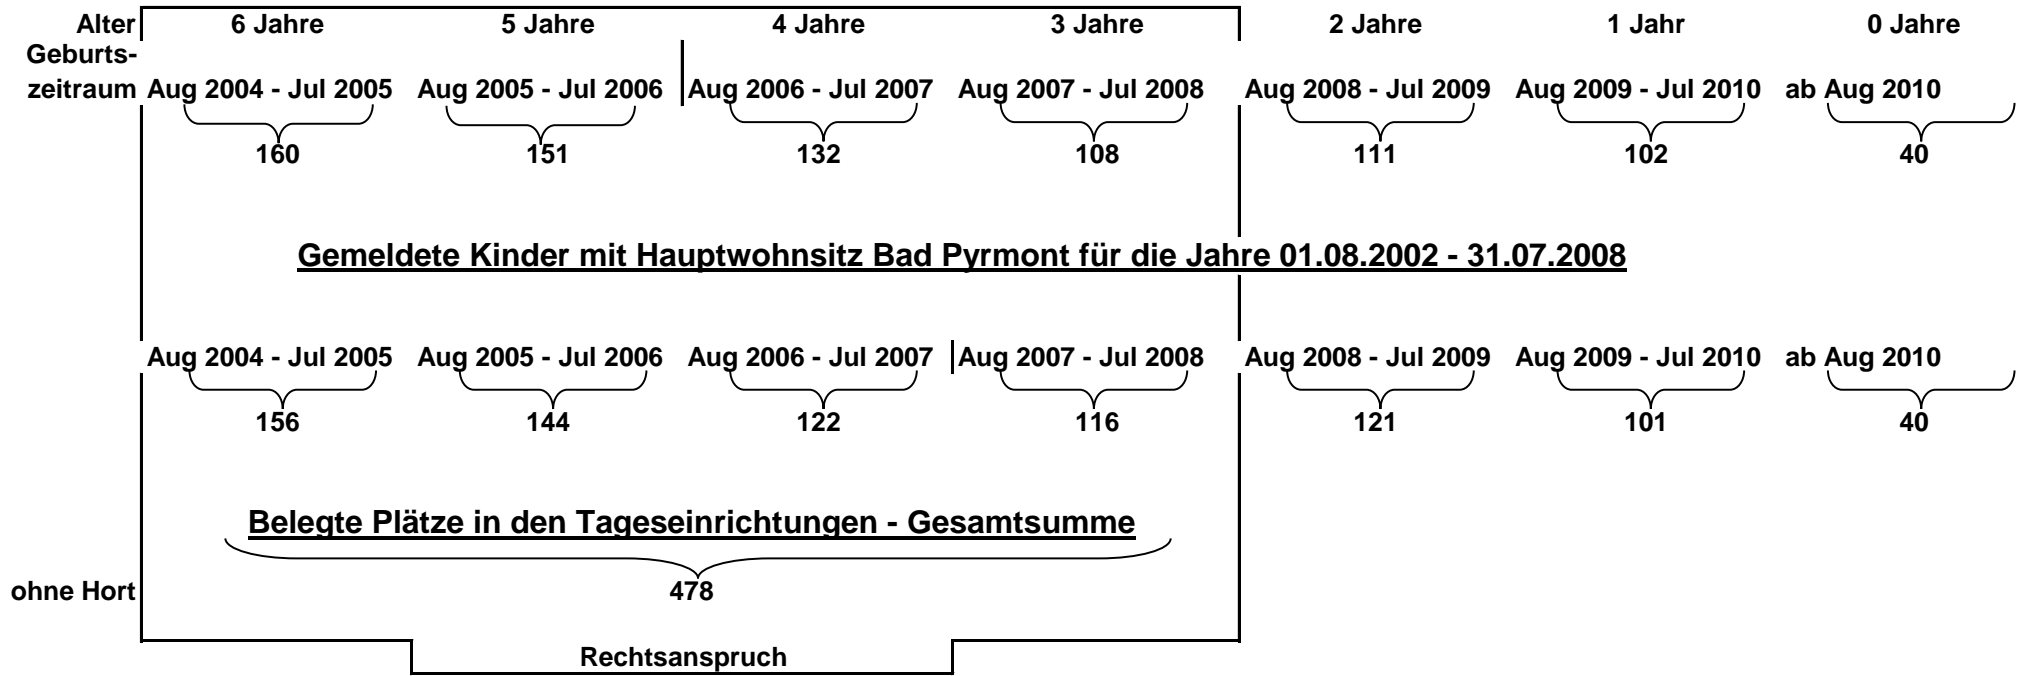 Alter 6 Jahre 5 Jahre 4 Jahre 3 Jahre 2 Jahre 1 Jahr 0 Jahre
Geburts-
zeitraum Aug 2004 - Jul 2005 Aug 2005 - Jul 2006 Aug 2006 - Jul 2007 Aug 2007 - Jul 2008 Aug 2008 - Jul 2009 Aug 2009 - Jul 2010 ab Aug 2010
160 151 132 108 111 102 40
Gemeldete Kinder mit Hauptwohnsitz Bad Pyrmont für die Jahre 01.08.2002 - 31.07.2008
Aug 2004 - Jul 2005 Aug 2005 - Jul 2006 Aug 2006 - Jul 2007 Aug 2007 - Jul 2008 Aug 2008 - Jul 2009 Aug 2009 - Jul 2010 ab Aug 2010
156 144 122 116 121 101 40
Belegte Plätze in den Tageseinrichtungen - Gesamtsumme
ohne Hort 478
Rechtsanspruch